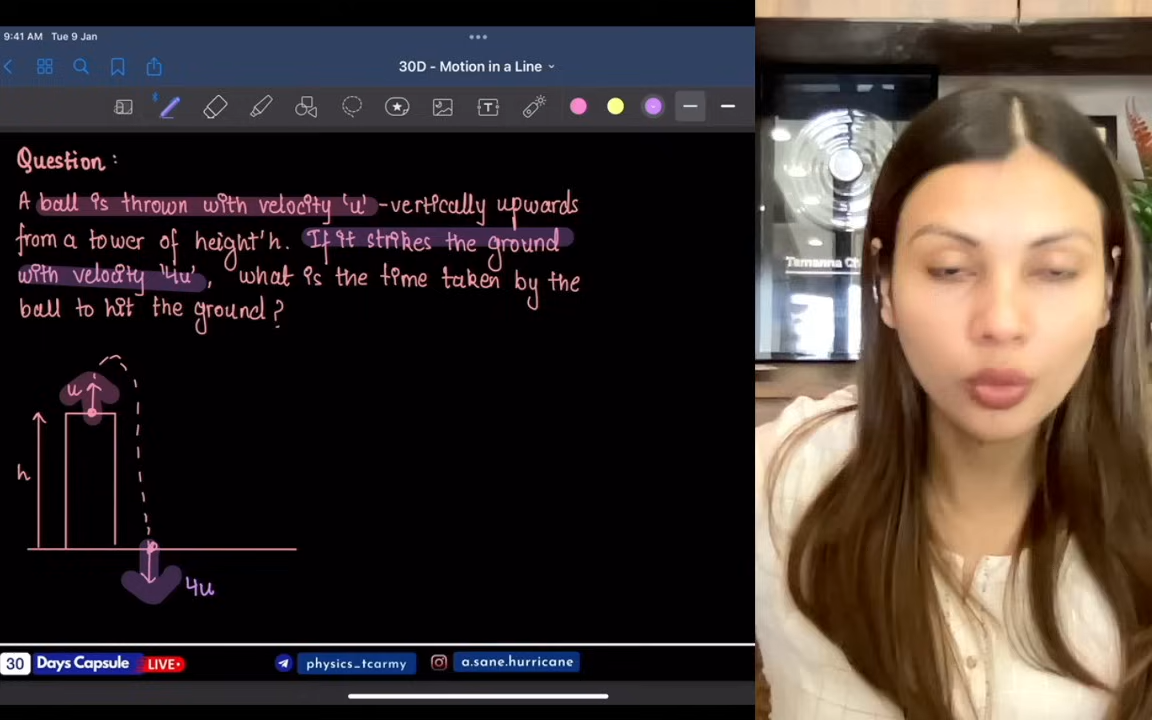 9:41 AM Tue 9 Jan
30D - Motion in a Line
Question :
A ball is thrown with velocity 'u' -vertically upwards
from a tower of height'h. If it strikes the ground
with velocity '4u', what is the time taken by the
ball to hit the ground?
u
h
4u
30 Days Capsule LIVE
physics_tcarmy
a.sane.hurricane